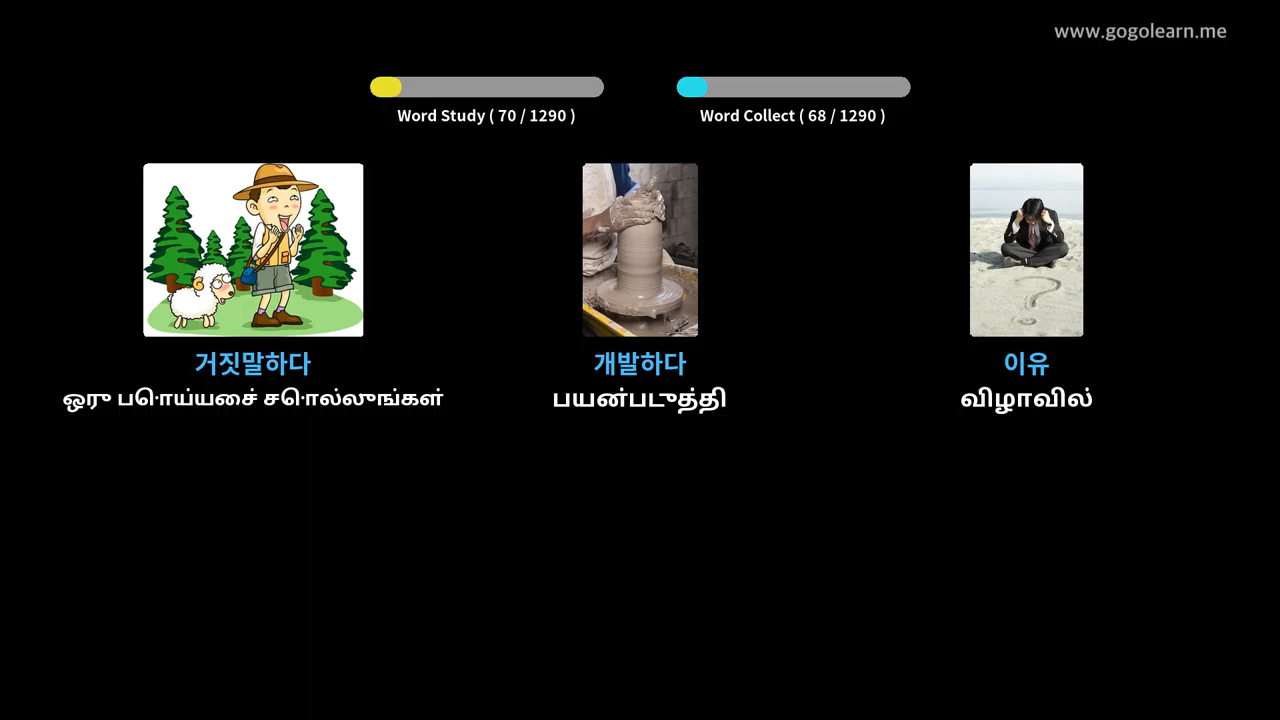 www.gogolearn.me
Word Study ( 70 / 1290 )
Word Collect ( 68 / 1290 )
거짓말하다
개발하다
이유
ஒரு பொய்யைச் சொல்லுங்கள்
பயன்படுத்தி
விழாவில்